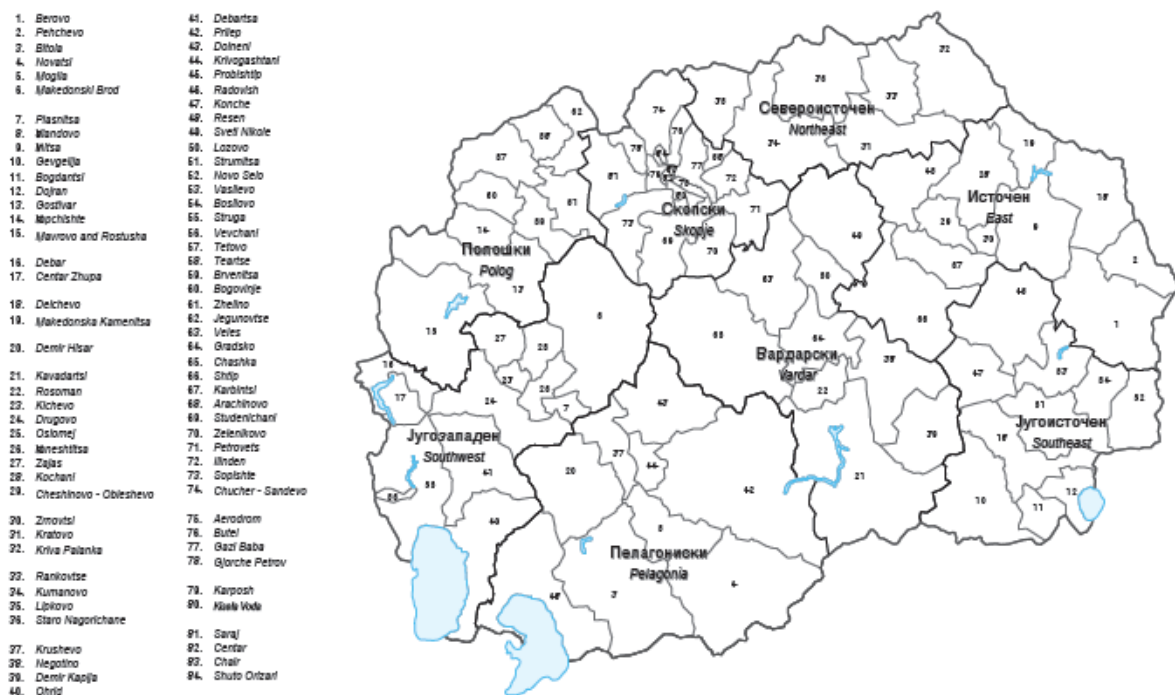 1. Berovo
2. Pehchevo
3. Bitola
4. Novatsi
5. Mogila
6. Makedonski Brod
7. Plasnitsa
8. Wandovo
9. Nitsa
10. Gevgelija
11. Bogdantsi
12. Dojran
13. Gostivar
14. Vapchishte
15. Mavrovo and Rostusha
16. Debar
17. Centar Zhupa
18. Delchevo
19. Makedonska Kamenitsa
20. Demir Hisar
21. Kavadartsi
22. Rosoman
23. Kichevo
24. Drugovo
25. Oslomej
26. Vaneshtitsa
27. Zajas
28. Kochani
29. Cheshinovo - Obleshevo
30. Zrnovtsi
31. Kratovo
32. Kriva Palanka
33. Rankovtse
34. Kumanovo
35. Lipkovo
36. Staro Nagorichane
37. Krushevo
38. Negotino
39. Demir Kapija
40. Ohrid
41. Debartsa
42. Prilep
43. Dolneni
44. Krivogashtani
45. Probishtip
46. Radovish
47. Konche
48. Resen
49. Sveti Nikole
50. Lozovo
51. Strumitsa
52. Novo Selo
53. Vasilevo
54. Bosilovo
55. Struga
56. Vevchani
57. Tetovo
58. Teartse
59. Brvenitsa
60. Bogovinje
61. Zhelino
62. Jegunovtse
63. Veles
64. Gradsko
65. Chashka
66. Shtip
67. Karbintsi
68. Arachinovo
69. Studenichani
70. Zelenikovo
71. Petrovets
72. Ilinden
73. Sopishte
74. Chucher - Sandevo
75. Aerodrom
76. Butel
77. Gazi Baba
78. Gjorche Petrov
79. Karposh
80. Kisela Voda
81. Saraj
82. Centar
83. Chair
84. Shuto Orizari
Североисточен
Northeast
Источен
East
Скопски
Skopje
Полошки
Polog
Вардарски
Vardar
Југозападен
Southwest
Југоисточен
Southeast
Пелагониски
Pelagonia